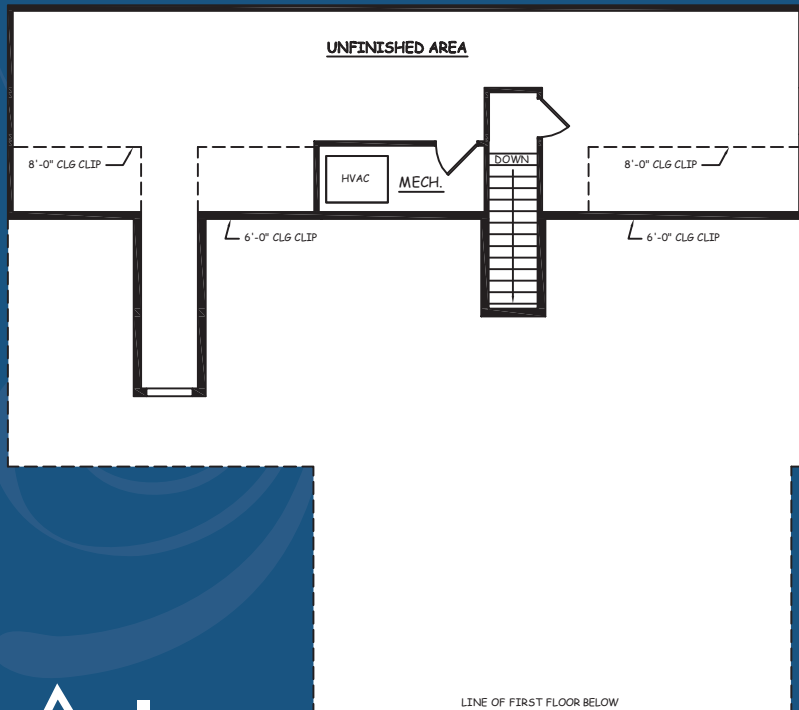 UNFINISHED AREA
8'-0" CLG CLIP
HVAC
MECH.
DOWN
8'-0" CLG CLIP
6'-0" CLG CLIP
6'-0" CLG CLIP
LINE OF FIRST FLOOR BELOW